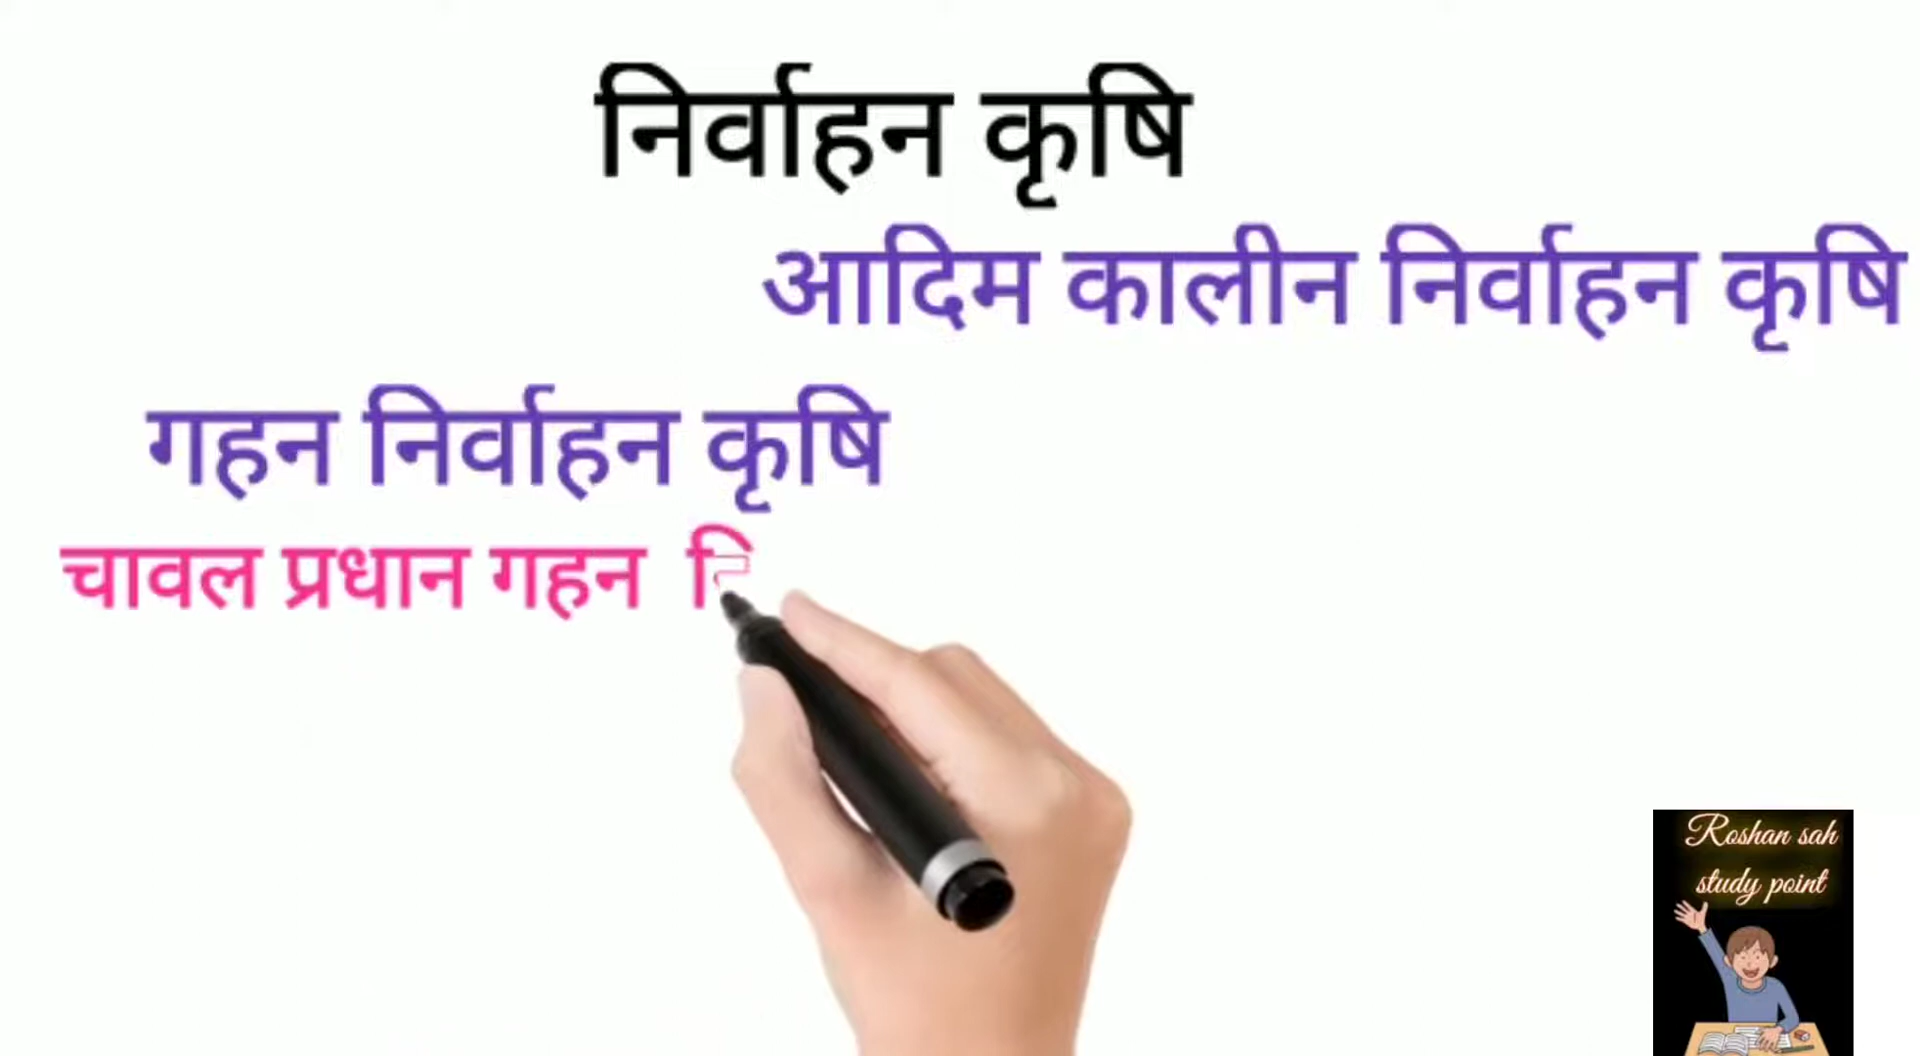 निर्वाहन कृषि
आदिम कालीन निर्वाहन कृषि
गहन निर्वाहन कृषि
चावल प्रधान गहन
Roshan sah
study point